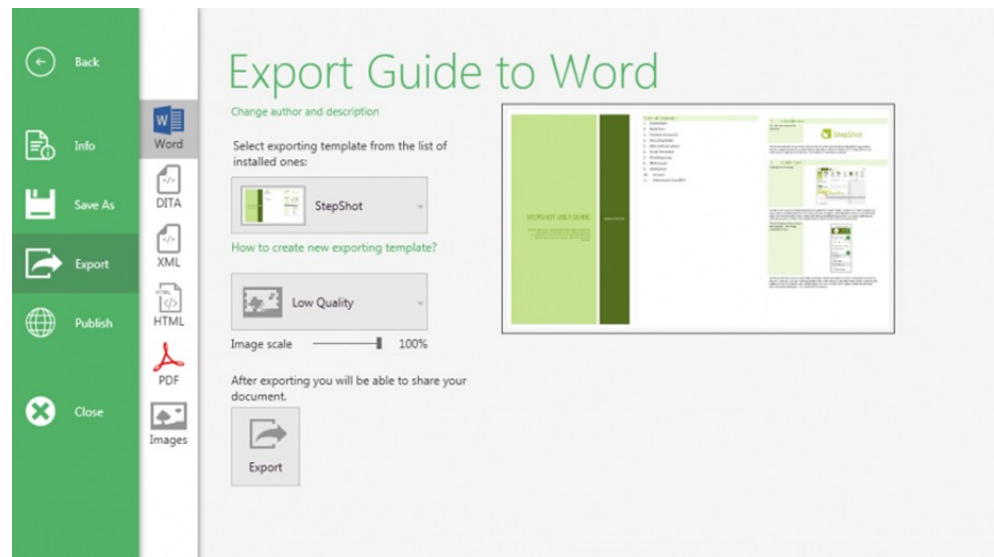 Back
Info
Save As
Export
Publish
Close
Word
DITA
XML
HTML
PDF
Images
Export Guide to Word
Change author and description
Select exporting template from the list of
installed ones:
StepShot
How to create new exporting template?
Low Quality
Image scale
100%
After exporting you will be able to share your
document.
Export
STEPSHOT USER GUIDE
Table of Contents
StepShot